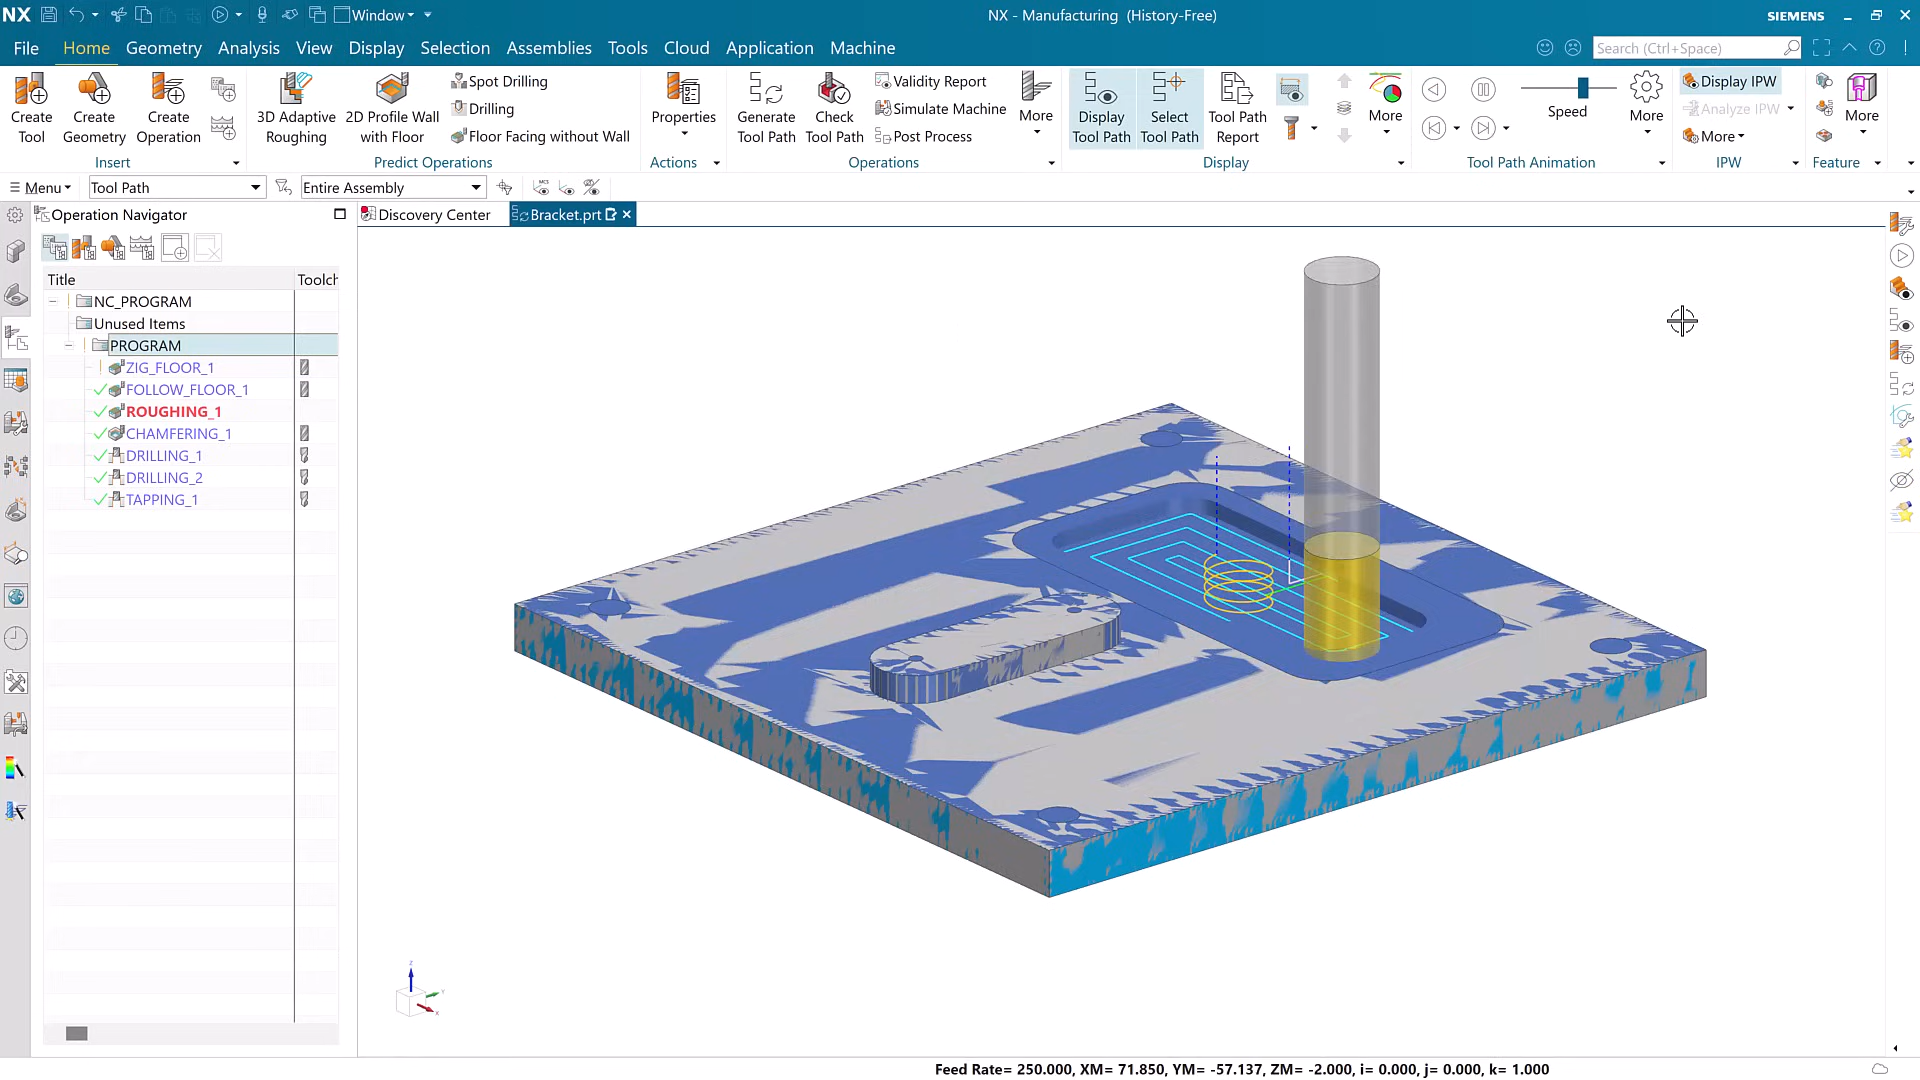 NX
Window
NX - Manufacturing (History-Free)
SIEMENS
File Home Geometry Analysis View Display Selection Assemblies Tools Cloud Application Machine
Search (Ctrl+Space)
Create Tool
Create Geometry
Create Operation
Insert
3D Adaptive Roughing
2D Profile Wall with Floor
Spot Drilling
Drilling
Floor Facing without Wall
Predict Operations
Properties
Actions
Generate Tool Path
Check Tool Path
Validity Report
Simulate Machine
Post Process
More
Operations
Display Tool Path
Select Tool Path
Tool Path Report
More
Display
Speed
More
Tool Path Animation
Display IPW
Analyze IPW
More
IPW
More
Feature
Menu
Tool Path
Entire Assembly
Operation Navigator
Discovery Center
Bracket.prt
Title
Toolch
NC_PROGRAM
Unused Items
PROGRAM
ZIG_FLOOR_1
FOLLOW_FLOOR_1
ROUGHING_1
CHAMFERING_1
DRILLING_1
DRILLING_2
TAPPING_1
Z
Y
X
Feed Rate= 250.000, XM= 71.850, YM= -57.137, ZM= -2.000, i= 0.000, j= 0.000, k= 1.000